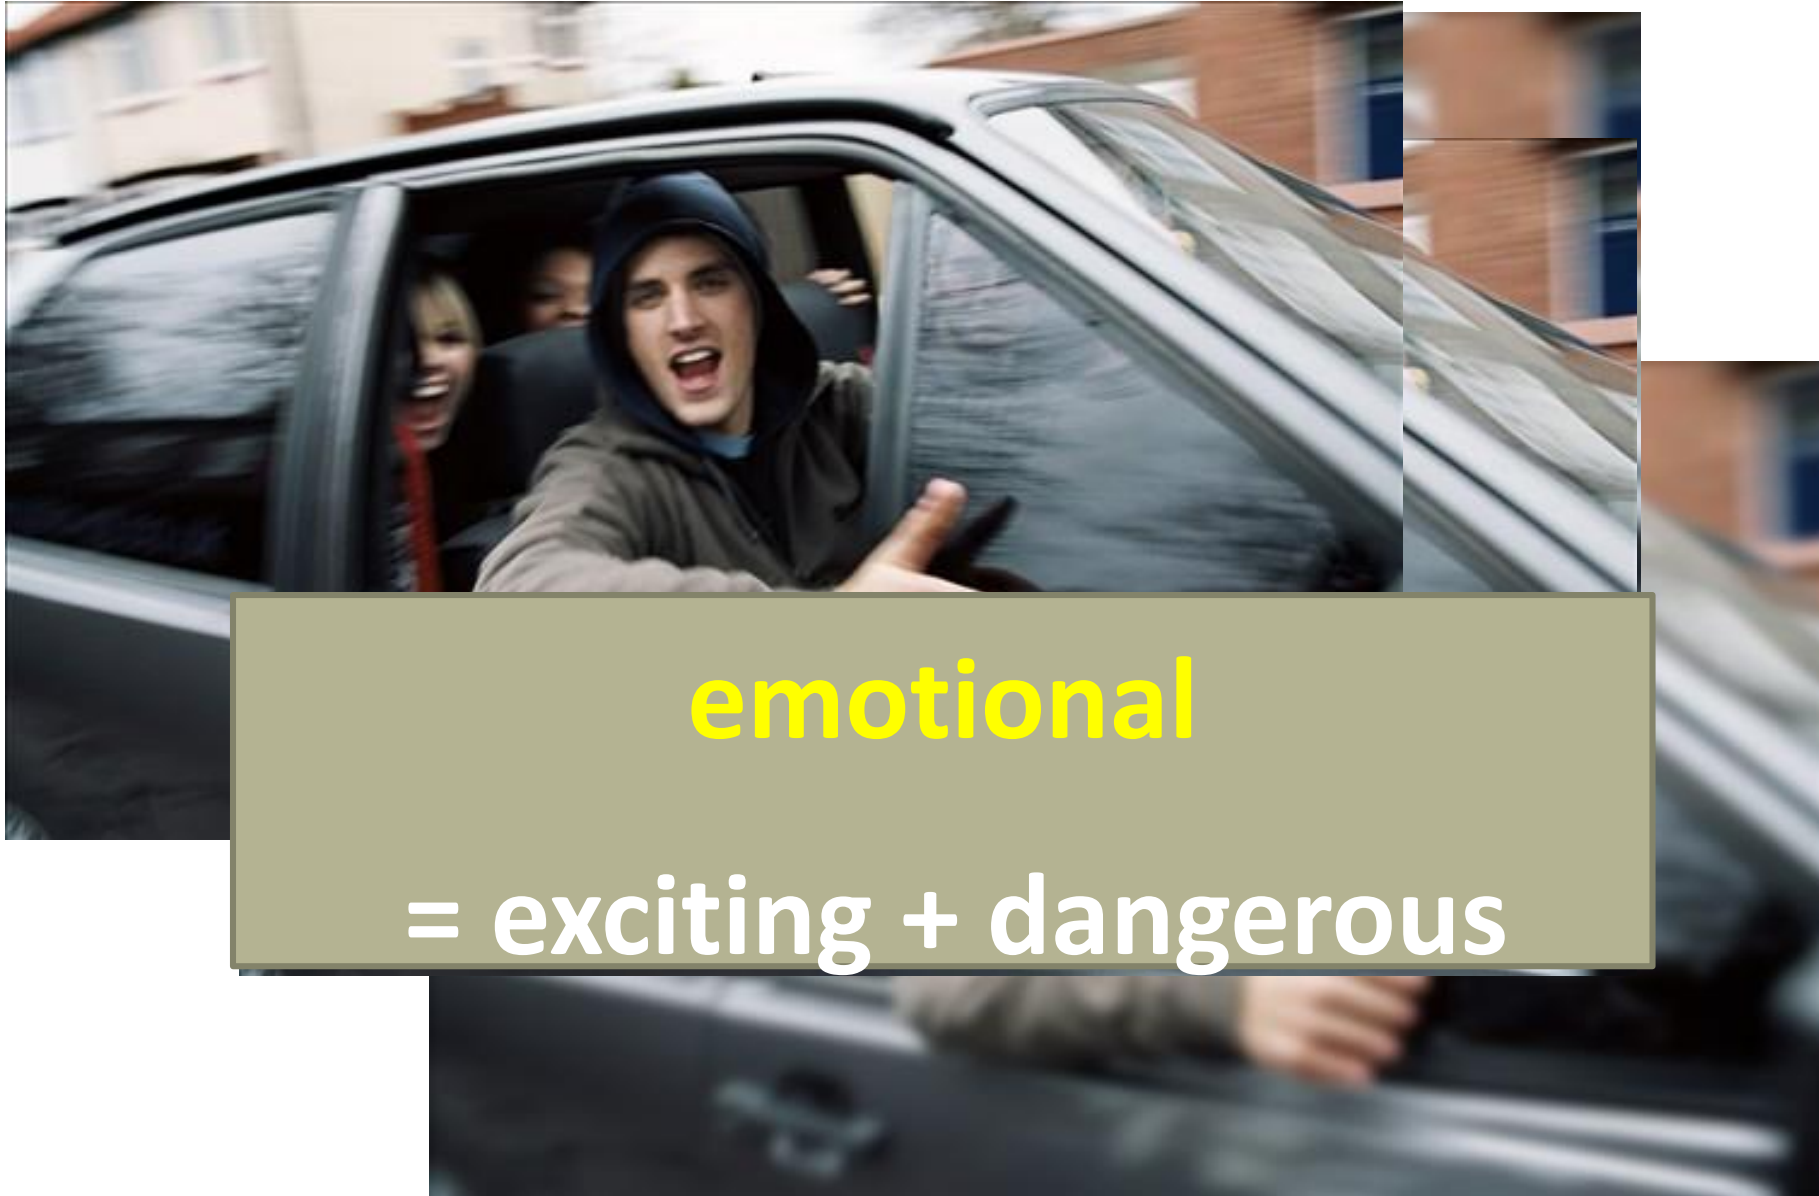 emotional
= exciting + dangerous